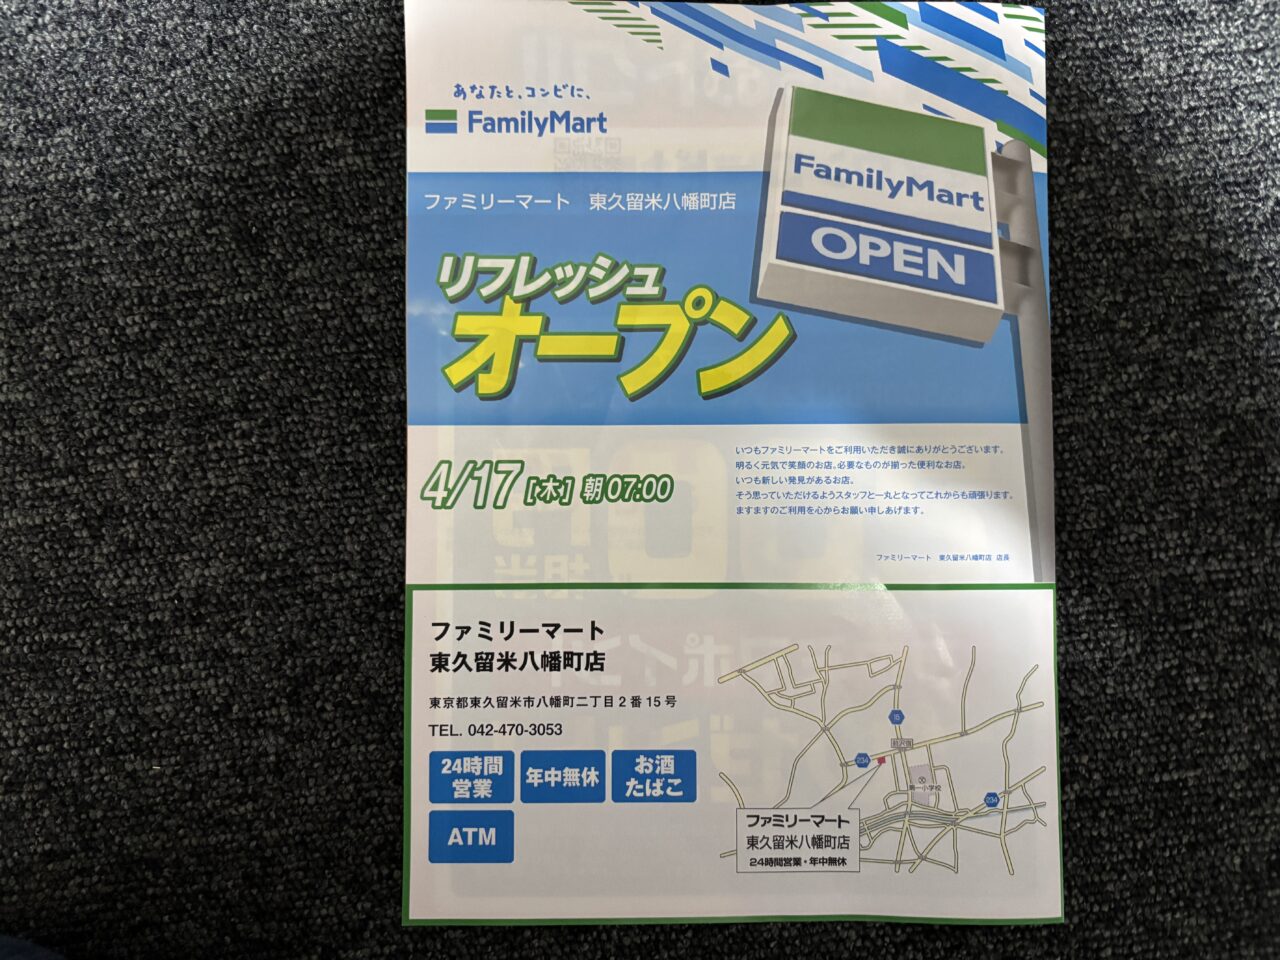 あなたと、コンビに、
FamilyMart
ファミリーマート 東久留米八幡町店
FamilyMart
OPEN
リフレッシュ
オープン
4/17[木]朝07:00
いつもファミリーマートをご利用いただき誠にありがとうございます。
明るく元気で笑顔のお店。必要なものが揃った便利なお店。
いつも新しい発見があるお店。
そう思っていただけるようスタッフと一丸となってこれからも頑張ります。
ますますのご利用を心からお願い申しあげます。
ファミリーマート 東久留米八幡町店 店長
ファミリーマート
東久留米八幡町店
東京都東久留米市八幡町二丁目2番15号
TEL. 042-470-3053
24時間
営業
年中無休
お酒
たばこ
ATM
15
前沢宿
234
第一小学校
234
ファミリーマート
東久留米八幡町店
24時間営業・年中無休